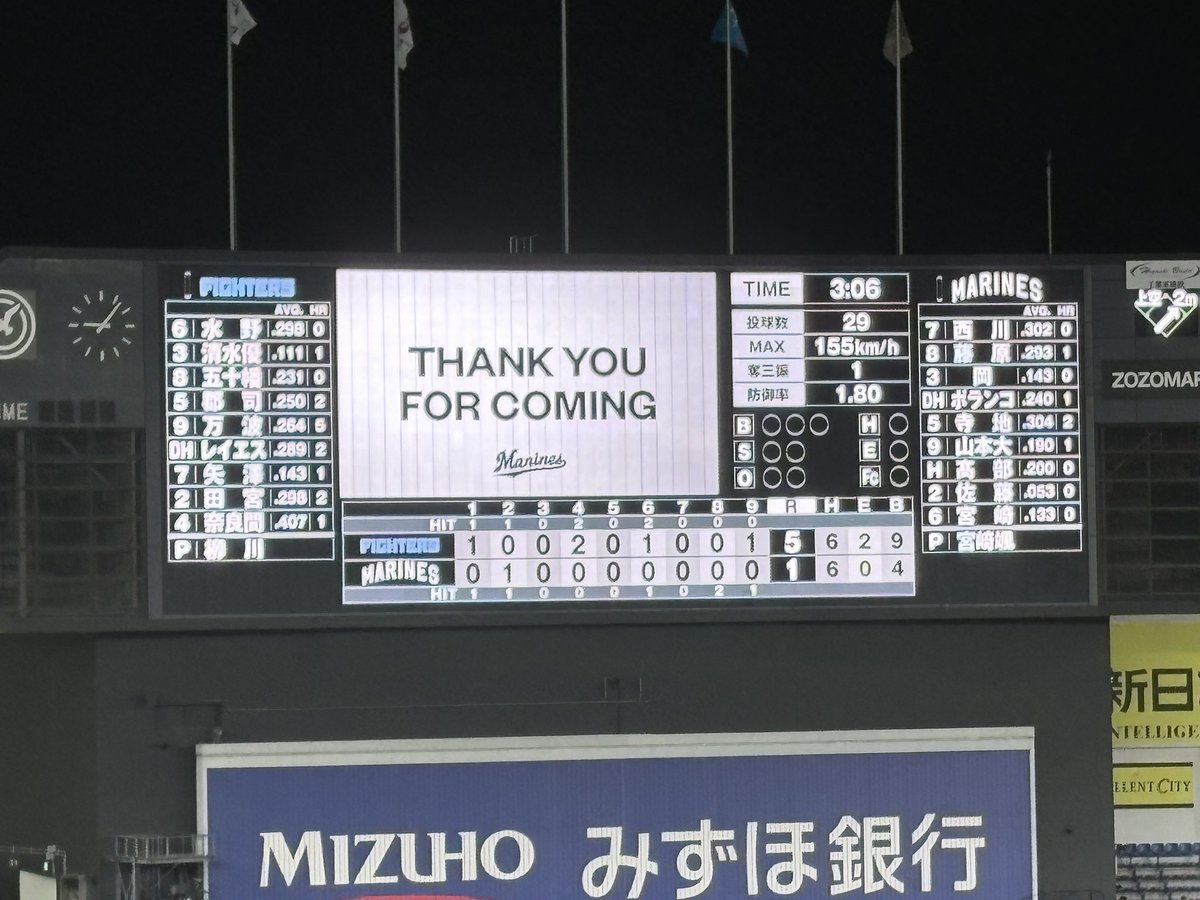 FIGHTERS
AVG. HR
6 水野 .298 0
3 清水優 .111 1
8 五十幡 .231 0
5 郡司 .250 2
9 万波 .264 5
DH レイエス .289 2
7 矢澤 .143 1
2 田宮 .298 2
4 奈良間 .407 1
P 柳川
THANK YOU
FOR COMING
Marines
TIME 3:06
投球数 29
MAX 155km/h
奪三振 1
防御率 1.80
B H
S E
O Fc
MARINES
AVG. HR
7 西川 .302 0
8 藤原 .293 1
3 岡 .143 0
DH ポランコ .240 1
5 寺地 .304 2
9 山本大 .190 1
H 髙部 .200 0
2 佐藤 .053 0
6 宮崎 .133 0
P 宮﨑颯
1 2 3 4 5 6 7 8 9 R H E B
HIT 1 1 0 2 0 2 0 0 0
FIGHTERS 1 0 0 2 0 1 0 0 1 5 6 2 9
MARINES 0 1 0 0 0 0 0 0 0 1 6 0 4
HIT 1 1 0 0 0 1 0 2 1
ZOZOMAR
新日
INTELLIGE
LLENT CITY
MIZUHO みずほ銀行